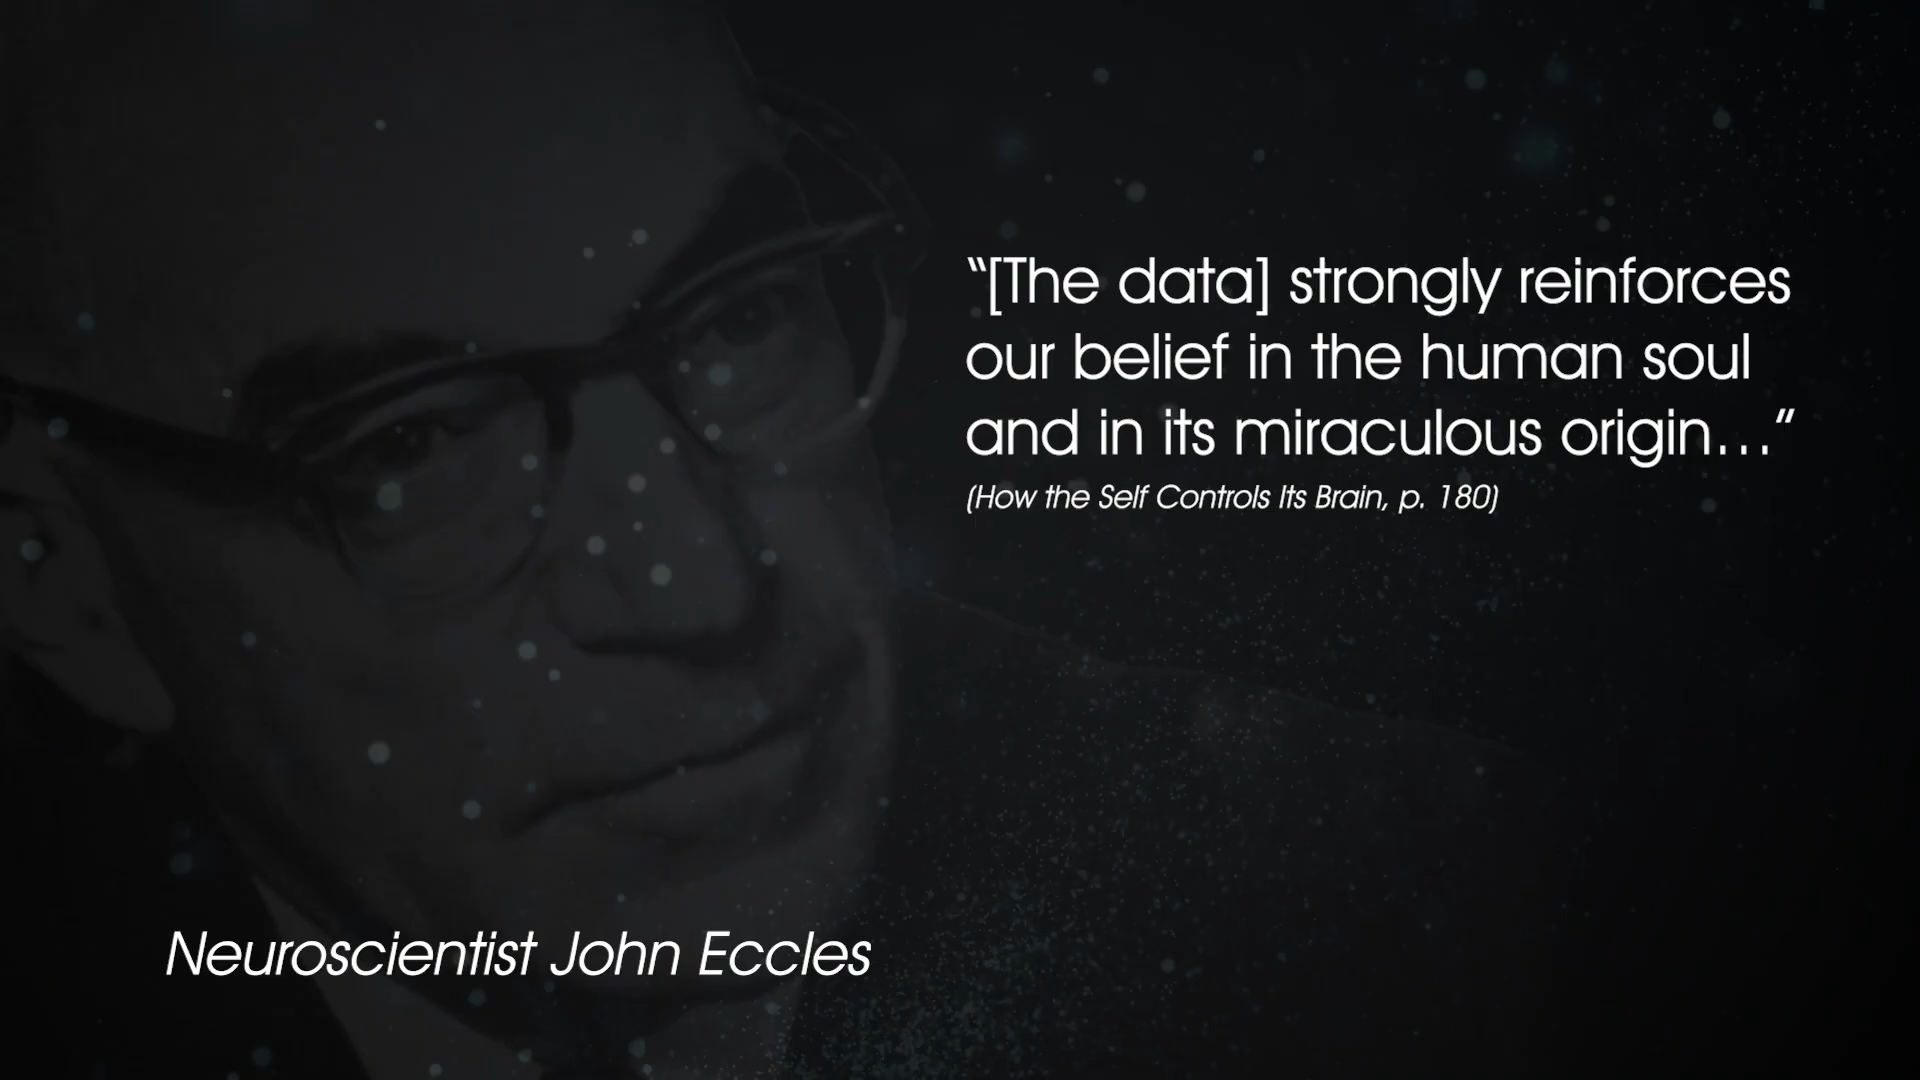 “[The data] strongly reinforces
our belief in the human soul
and in its miraculous origin…”
(How the Self Controls Its Brain, p. 180)
Neuroscientist John Eccles